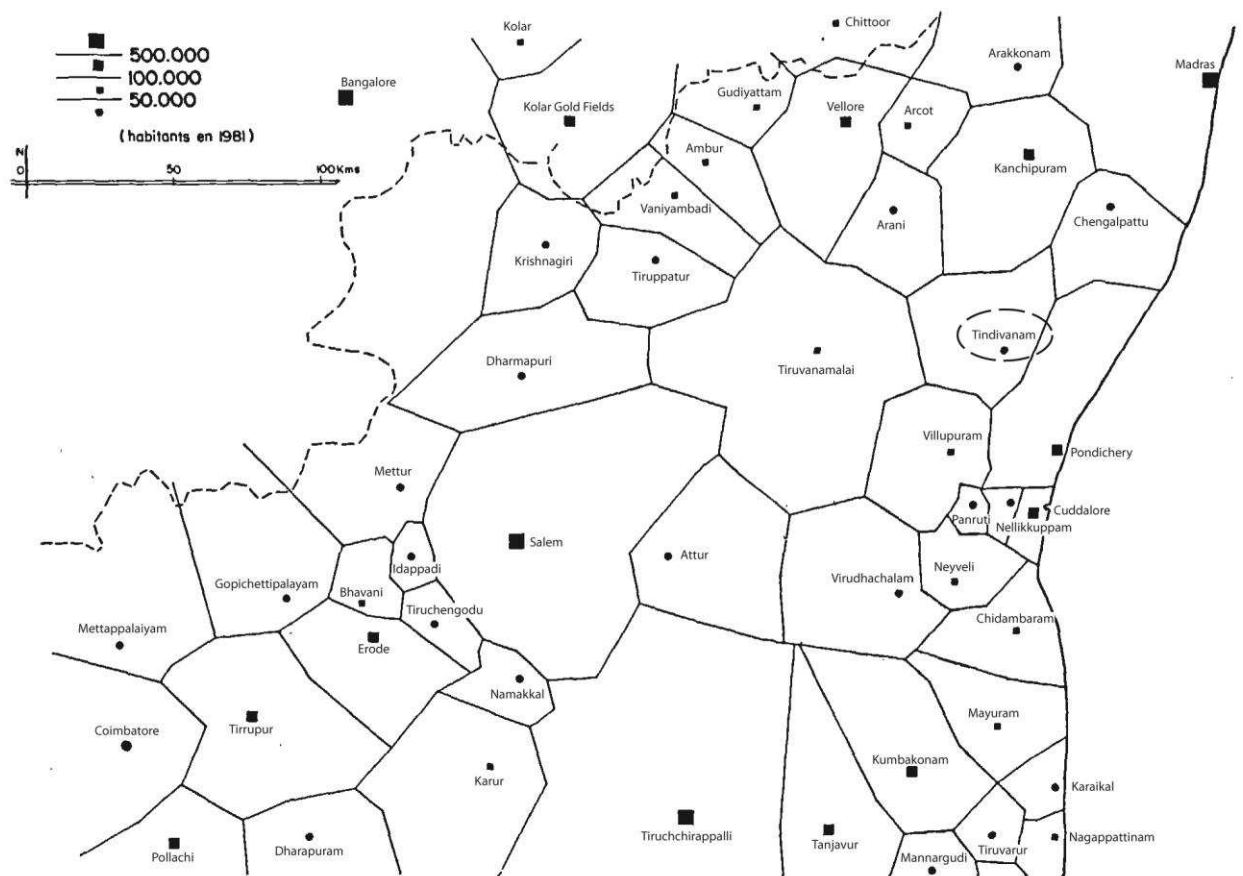 500.000
100.000
50.000
(habitants en 1981)
N
0 50 100Kms
Kolar
Chittoor
Bangalore
Arakkonam
Madras
Kolar Gold Fields
Gudiyattam
Vellore
Arcot
Ambur
Kanchipuram
Vaniyambadi
Arani
Chengalpattu
Krishnagiri
Tiruppatur
Tindivanam
Dharmapuri
Tiruvanamalai
Villupuram
Pondichery
Mettur
Panruti
Nellikkuppam
Cuddalore
Salem
Idappadi
Attur
Gopichettipalayam
Bhavani
Virudhachalam
Neyveli
Tiruchengodu
Chidambaram
Mettappalaiyam
Erode
Namakkal
Coimbatore
Tirrupur
Mayuram
Karur
Kumbakonam
Karaikal
Pollachi
Dharapuram
Tiruchchirappalli
Tanjavur
Mannargudi
Tiruvarur
Nagappattinam